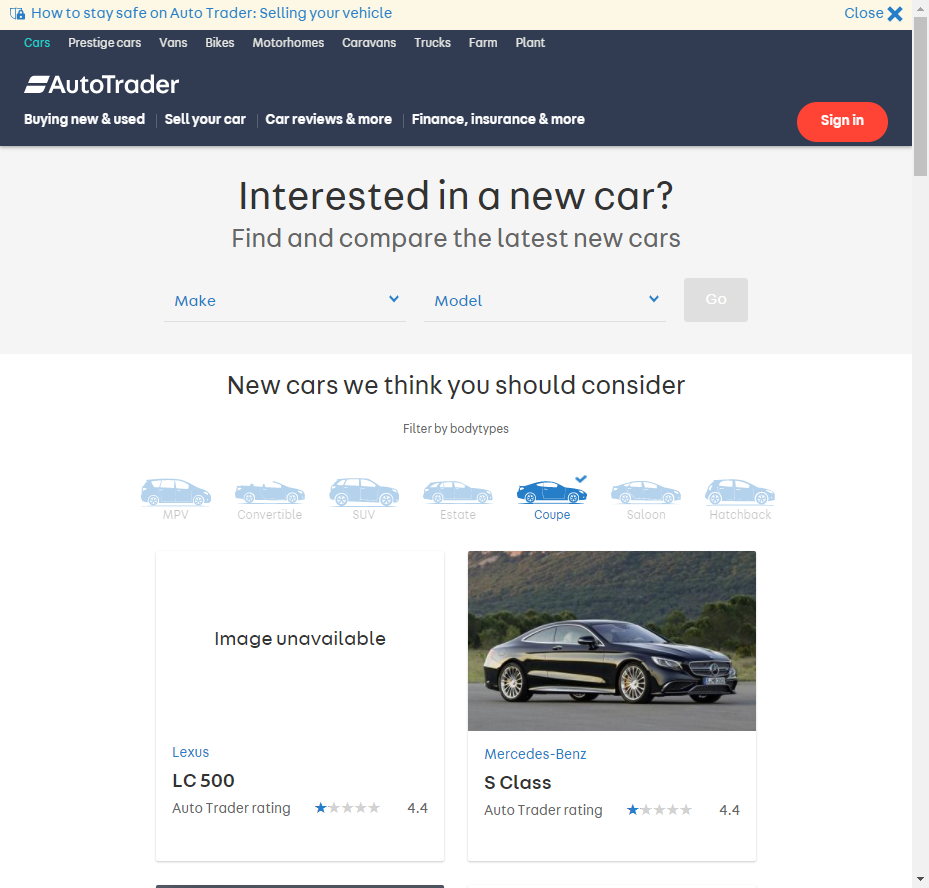 How to stay safe on Auto Trader: Selling your vehicle Close
Cars Prestige cars Vans Bikes Motorhomes Caravans Trucks Farm Plant
AutoTrader
Buying new & used Sell your car Car reviews & more Finance, insurance & more
Sign in
Interested in a new car?
Find and compare the latest new cars
Make Model Go
New cars we think you should consider
Filter by bodytypes
MPV Convertible SUV Estate Coupe Saloon Hatchback
Image unavailable
Lexus
LC 500
Auto Trader rating 4.4
Mercedes-Benz
S Class
Auto Trader rating 4.4